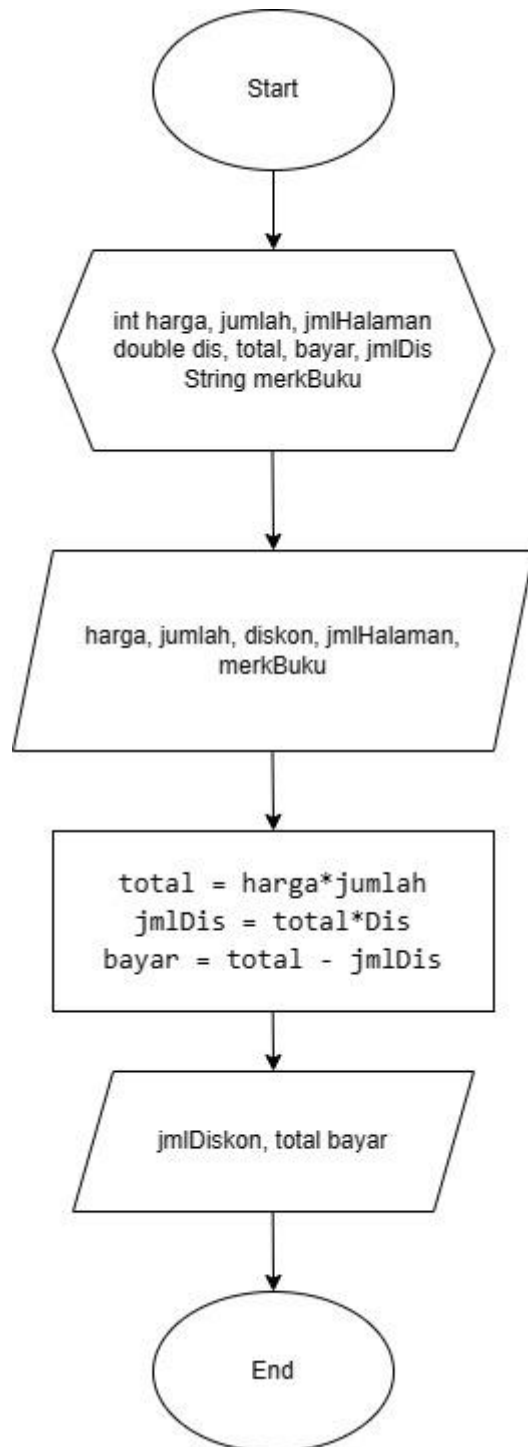 Start
int harga, jumlah, jmlHalaman
double dis, total, bayar, jmlDis
String merkBuku
harga, jumlah, diskon, jmlHalaman,
merkBuku
total = harga*jumlah
jmlDis = total*Dis
bayar = total - jmlDis
jmlDiskon, total bayar
End